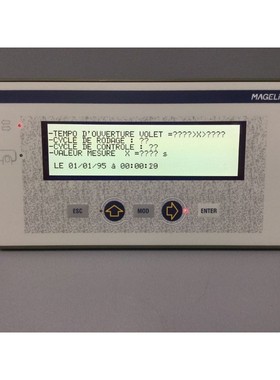 MAGELI
-TEMPO D'OUVERTURE VOLET =????>X>????
-CYCLE DE RODAGE : ??
-CYCLE DE CONTROLE : ??
-VALEUR MESURE X =???? s
LE 01/01/95 à 00:00:20
ESC
MOD
ENTER